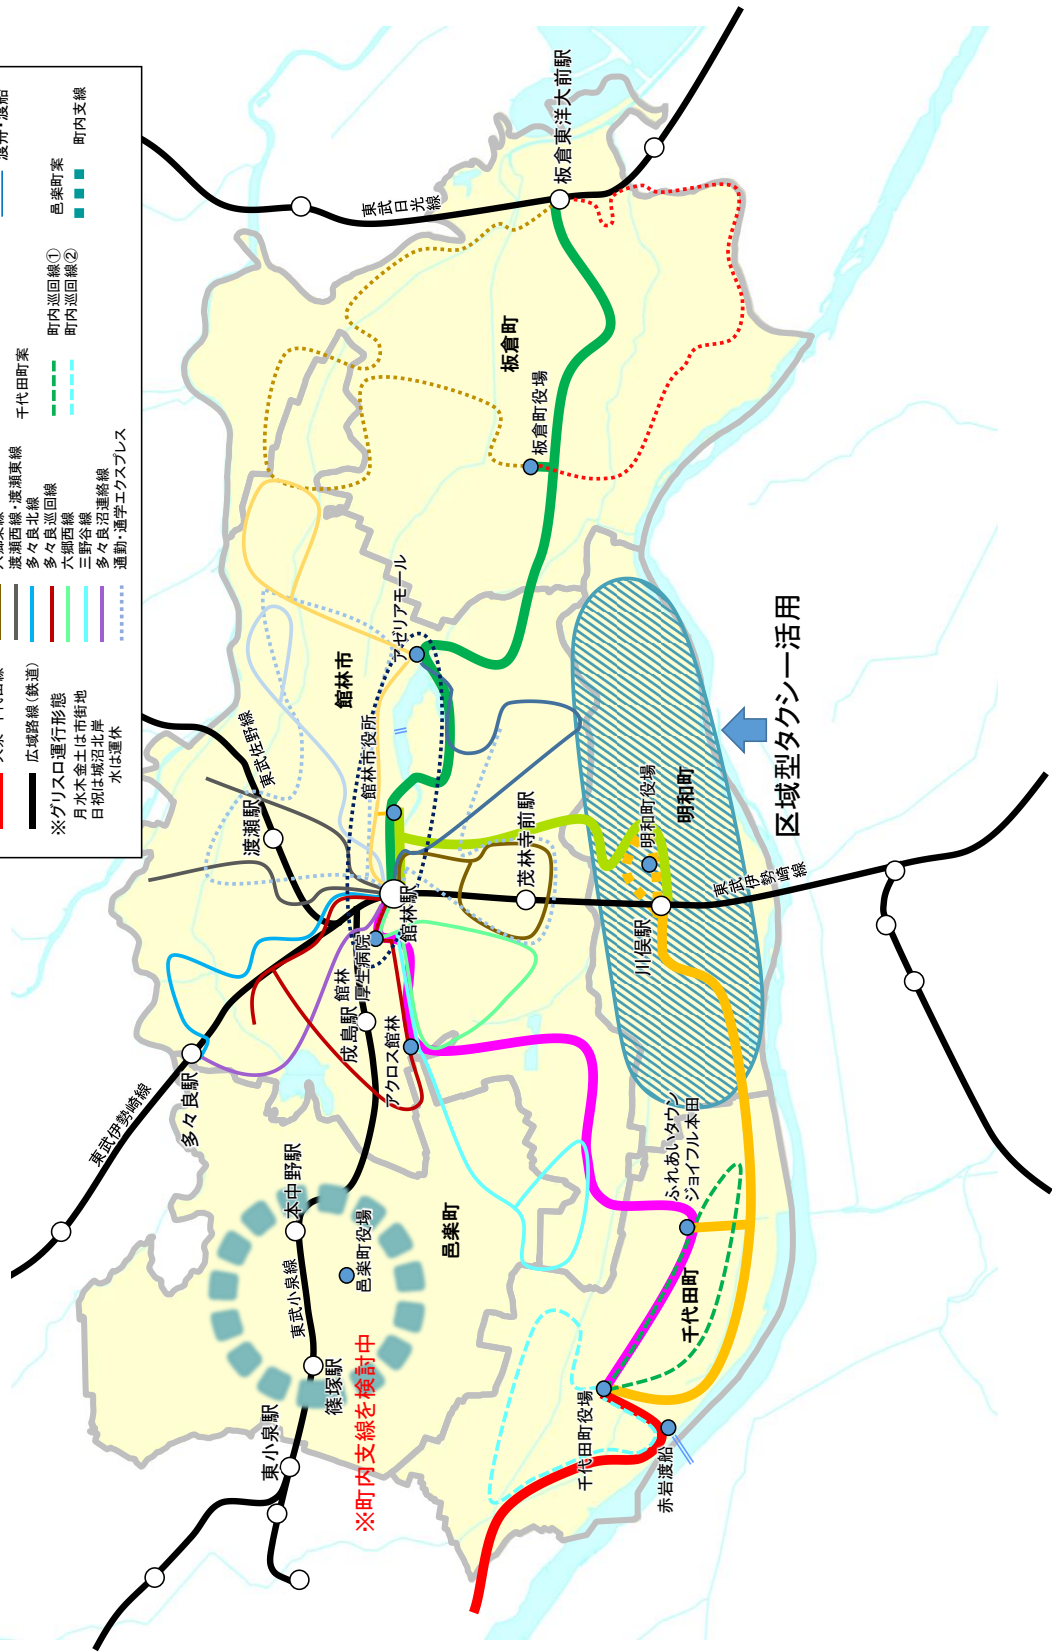 渡瀬西線・渡瀬東線
多々良北線
多々良巡回線
六郷西線
三野谷線
多々良沼連絡線
通勤・通学エクスプレス
千代田町案
町内巡回線①
町内巡回線②
邑楽町案
町内支線
広域路線(鉄道)
※グリスロ運行形態
月水木金土は市街地
日祝は城沼北岸
水は運休
東武日光線
板倉東洋大前駅
板倉町
板倉町役場
アゼリアモール
館林市
館林市役所
東武佐野線
渡瀬駅
茂林寺前駅
館林駅
館林
厚生病院
成島駅
アクロス館林
多々良駅
東武伊勢崎線
本中野駅
東武小泉線
邑楽町役場
邑楽町
篠塚駅
東小泉駅
※町内支線を検討中
明和町
明和町役場
川俣駅
東武伊勢崎線
区域型タクシー活用
ふれあいタウン
ジョイフル本田
千代田町
千代田町役場
赤岩渡船